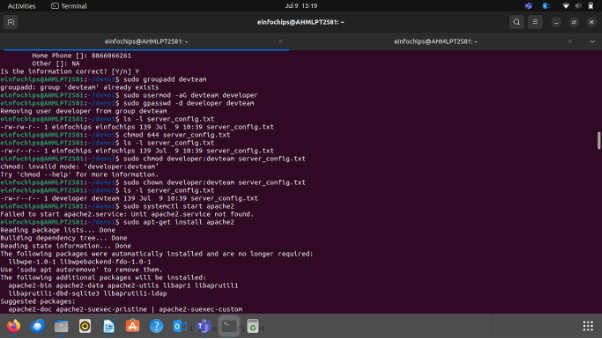 Activities Terminal Jul 9 13:19
einfochips@AHMLPT2581: ~
einfochips@AHMLPT2581: ~ × einfochips@AHMLPT2581: ~ ×
Home Phone []: 8866066261
Other []: NA
Is the information correct? [Y/n] Y
einfochips@AHMLPT2581:~/demo$ sudo groupadd devteam
groupadd: group 'devteam' already exists
einfochips@AHMLPT2581:~/demo$ sudo usermod -aG devteam developer
einfochips@AHMLPT2581:~/demo$ sudo gpasswd -d developer devteam
Removing user developer from group devteam
einfochips@AHMLPT2581:~/demo$ ls -l server_config.txt
-rw-rw-r-- 1 einfochips einfochips 139 Jul  9 10:39 server_config.txt
einfochips@AHMLPT2581:~/demo$ chmod 644 server_config.txt
einfochips@AHMLPT2581:~/demo$ ls -l server_config.txt
-rw-r--r-- 1 einfochips einfochips 139 Jul  9 10:39 server_config.txt
einfochips@AHMLPT2581:~/demo$ sudo chmod developer:devteam server_config.txt
chmod: invalid mode: 'developer:devteam'
Try 'chmod --help' for more information.
einfochips@AHMLPT2581:~/demo$ sudo chown developer:devteam server_config.txt
einfochips@AHMLPT2581:~/demo$ ls -l server_config.txt
-rw-r--r-- 1 developer devteam 139 Jul  9 10:39 server_config.txt
einfochips@AHMLPT2581:~/demo$ sudo systemctl start apache2
Failed to start apache2.service: Unit apache2.service not found.
einfochips@AHMLPT2581:~/demo$ sudo apt-get install apache2
Reading package lists... Done
Building dependency tree... Done
Reading state information... Done
The following packages were automatically installed and are no longer required:
libwpe-1.0-1 libwpebackend-fdo-1.0-1
Use 'sudo apt autoremove' to remove them.
The following additional packages will be installed:
apache2-bin apache2-data apache2-utils libapr1 libaprutil1
libaprutil1-dbd-sqlite3 libaprutil1-ldap
Suggested packages:
apache2-doc apache2-suexec-pristine | apache2-suexec-custom